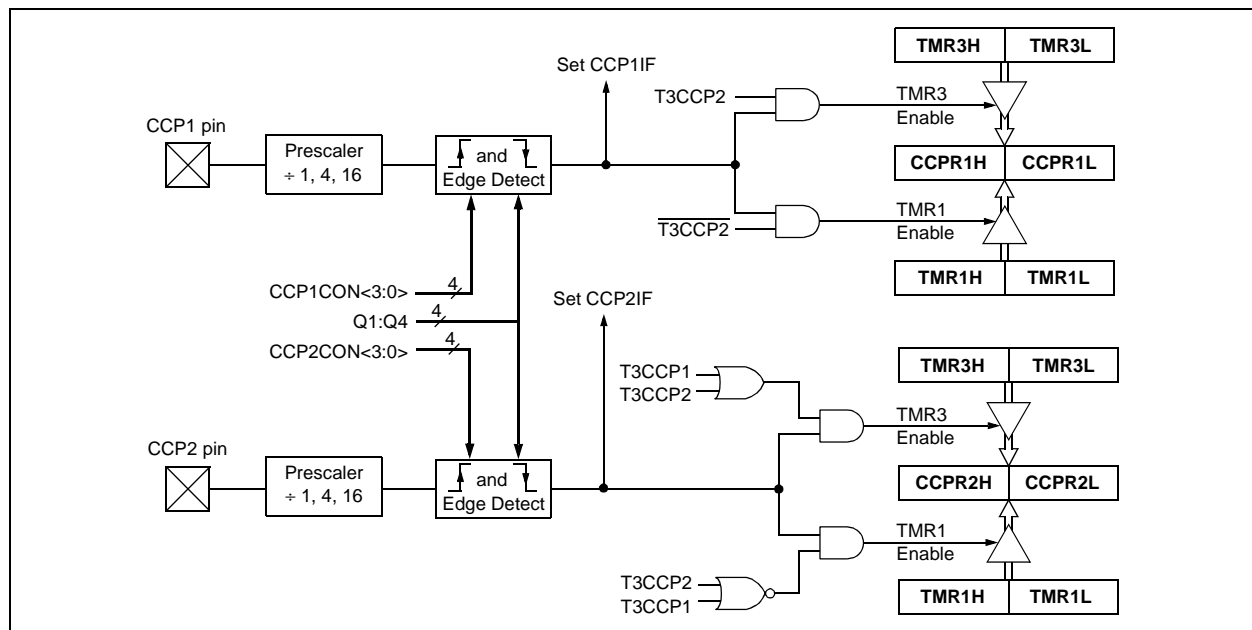 TMR3H TMR3L
Set CCP1IF
T3CCP2
TMR3
Enable
CCP1 pin
Prescaler
÷ 1, 4, 16
and
Edge Detect
CCPR1H CCPR1L
T3CCP2
TMR1
Enable
TMR1H TMR1L
CCP1CON<3:0> 4
Q1:Q4 4
CCP2CON<3:0> 4
Set CCP2IF
TMR3H TMR3L
T3CCP1
T3CCP2
TMR3
Enable
CCP2 pin
Prescaler
÷ 1, 4, 16
and
Edge Detect
CCPR2H CCPR2L
TMR1
Enable
T3CCP2
T3CCP1
TMR1H TMR1L